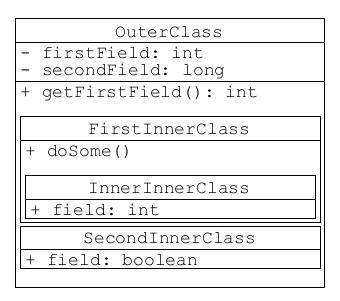 OuterClass
- firstField: int
- secondField: long
+ getFirstField(): int
FirstInnerClass
+ doSome()
InnerInnerClass
+ field: int
SecondInnerClass
+ field: boolean